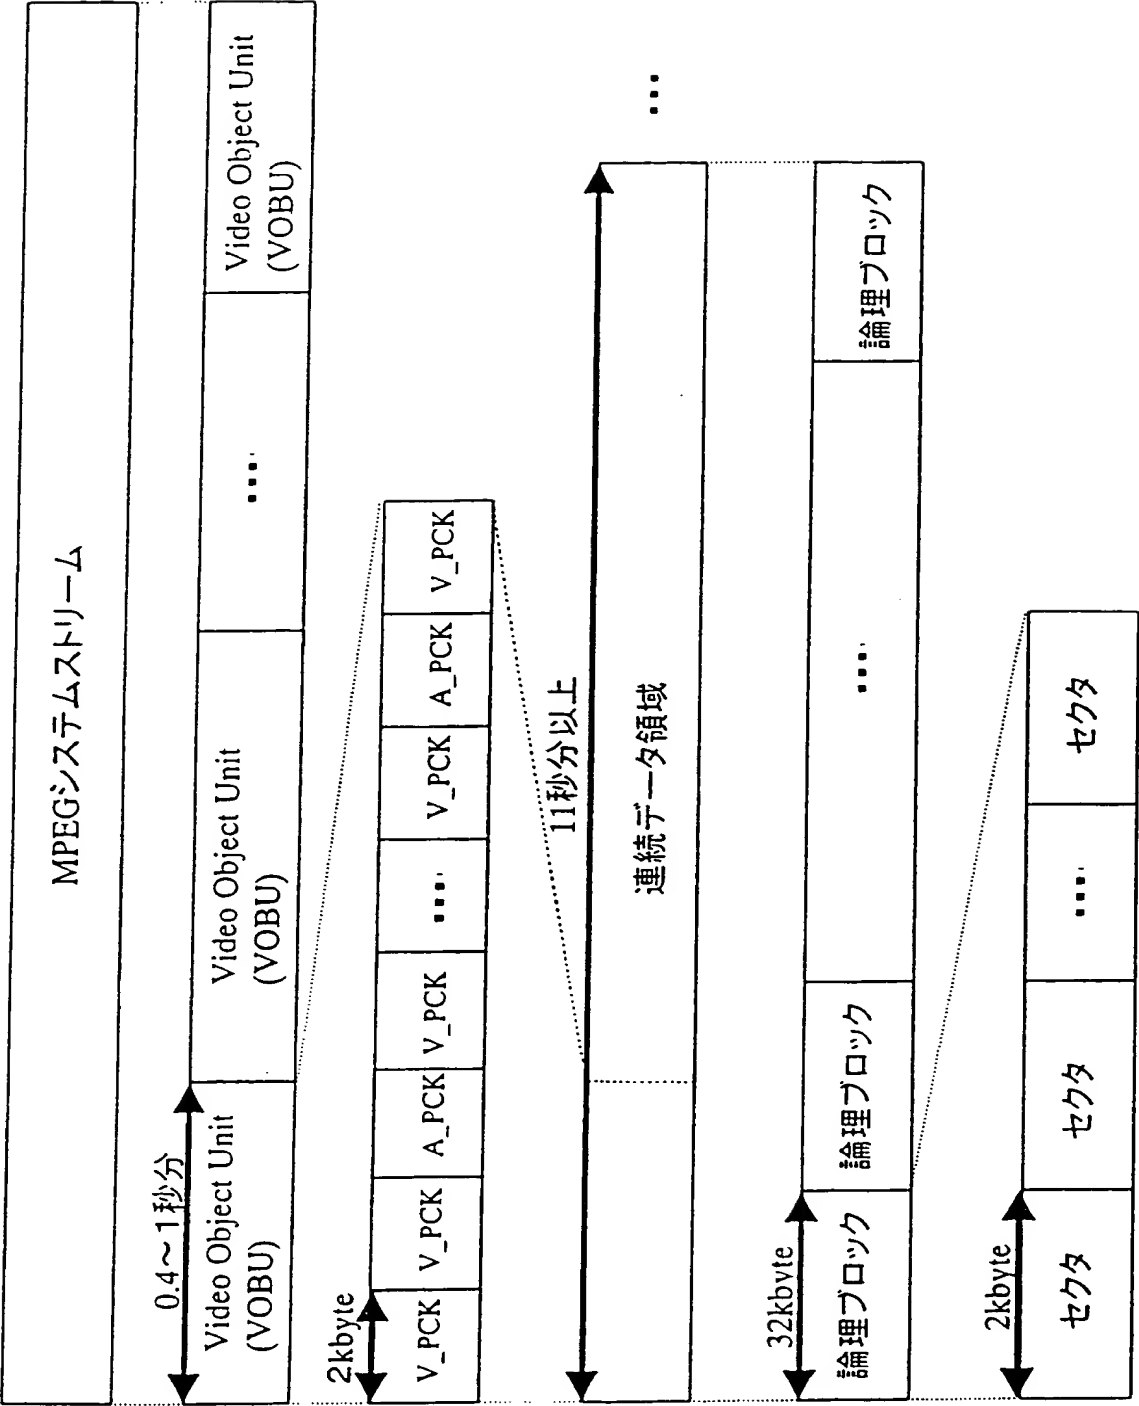 MPEGシステムストリーム
0.4～1秒分
Video Object Unit
(VOBU)
Video Object Unit
(VOBU)
....
Video Object Unit
(VOBU)
2kbyte
V_PCK
V_PCK
A_PCK
V_PCK
....
V_PCK
A_PCK
V_PCK
11秒分以上
連続データ領域
...
32kbyte
論理ブロック
論理ブロック
....
論理ブロック
2kbyte
セクタ
セクタ
....
セクタ